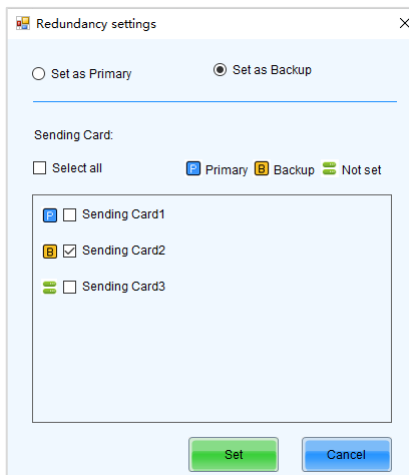 Redundancy settings
Set as Primary Set as Backup
Sending Card:
Select all P Primary B Backup Not set
P Sending Card1
B Sending Card2
Sending Card3
Set Cancel